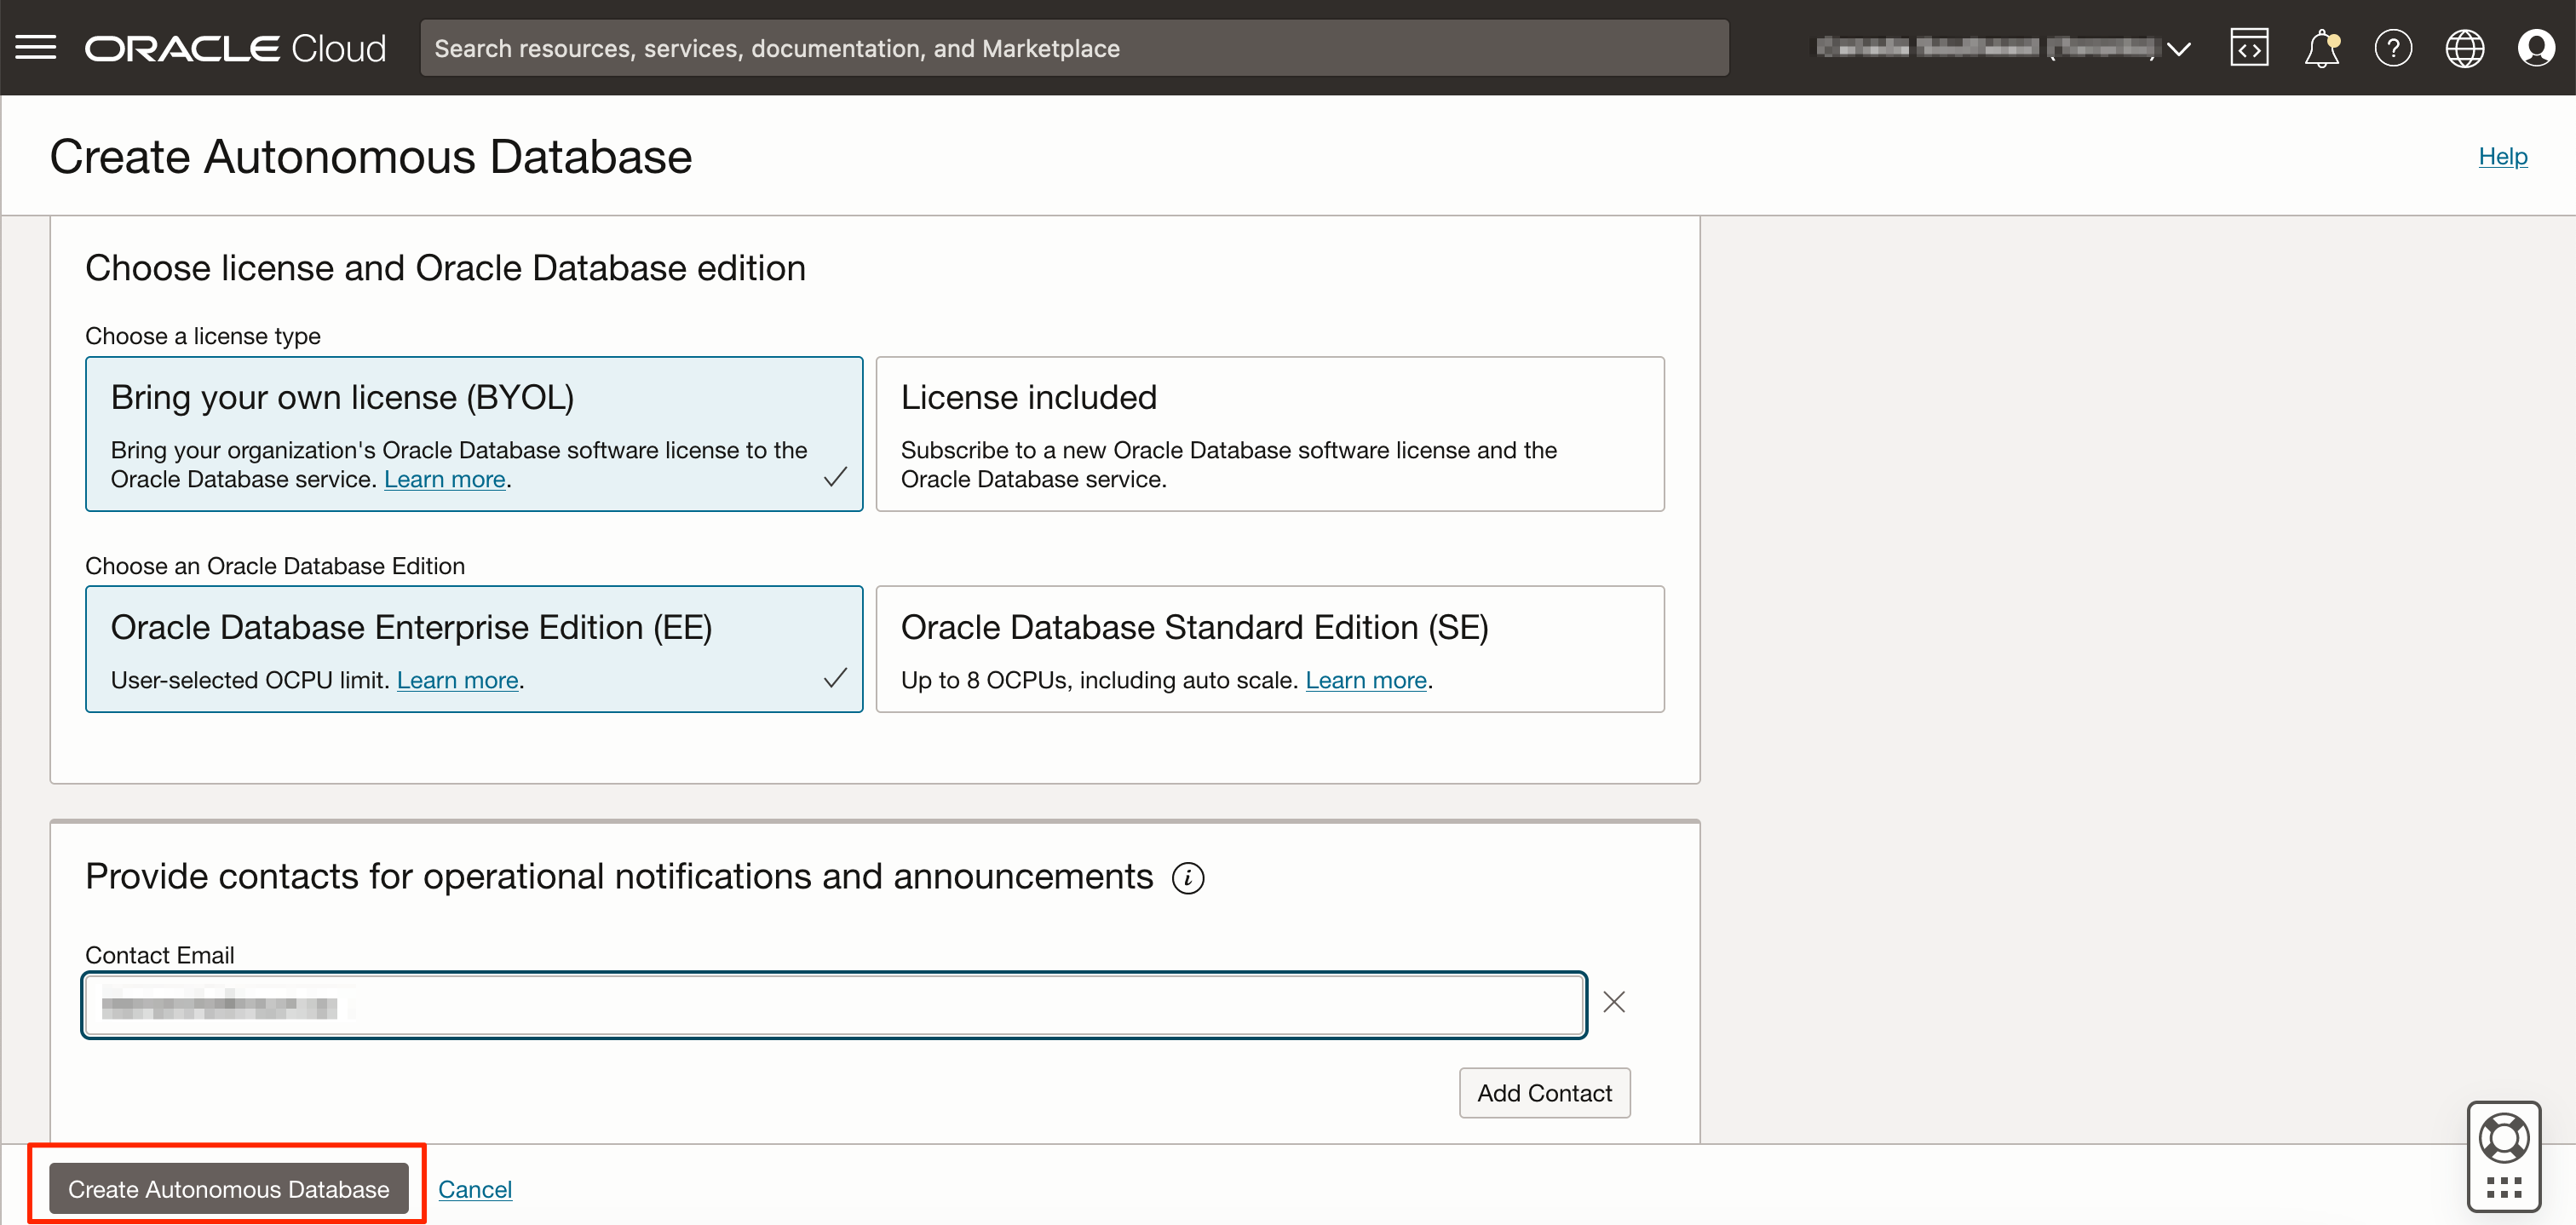 ORACLE Cloud
Search resources, services, documentation, and Marketplace
Create Autonomous Database
Help
Choose license and Oracle Database edition
Choose a license type
Bring your own license (BYOL)
Bring your organization's Oracle Database software license to the
Oracle Database service. Learn more.
License included
Subscribe to a new Oracle Database software license and the
Oracle Database service.
Choose an Oracle Database Edition
Oracle Database Enterprise Edition (EE)
User-selected OCPU limit. Learn more.
Oracle Database Standard Edition (SE)
Up to 8 OCPUs, including auto scale. Learn more.
Provide contacts for operational notifications and announcements
Contact Email
Add Contact
Create Autonomous Database
Cancel